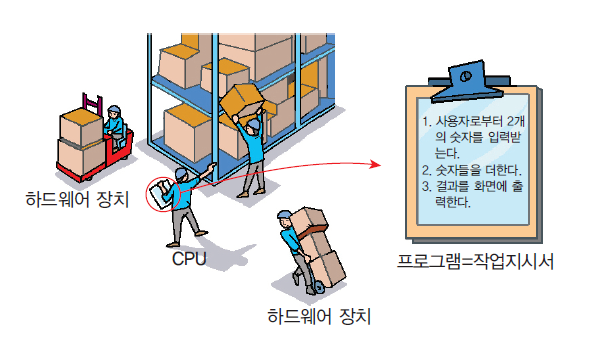 1. 사용자로부터 2개
의 숫자를 입력받
는다.
2. 숫자들을 더한다.
3. 결과를 화면에 출
력한다.
하드웨어 장치
CPU
프로그램=작업지시서
하드웨어 장치